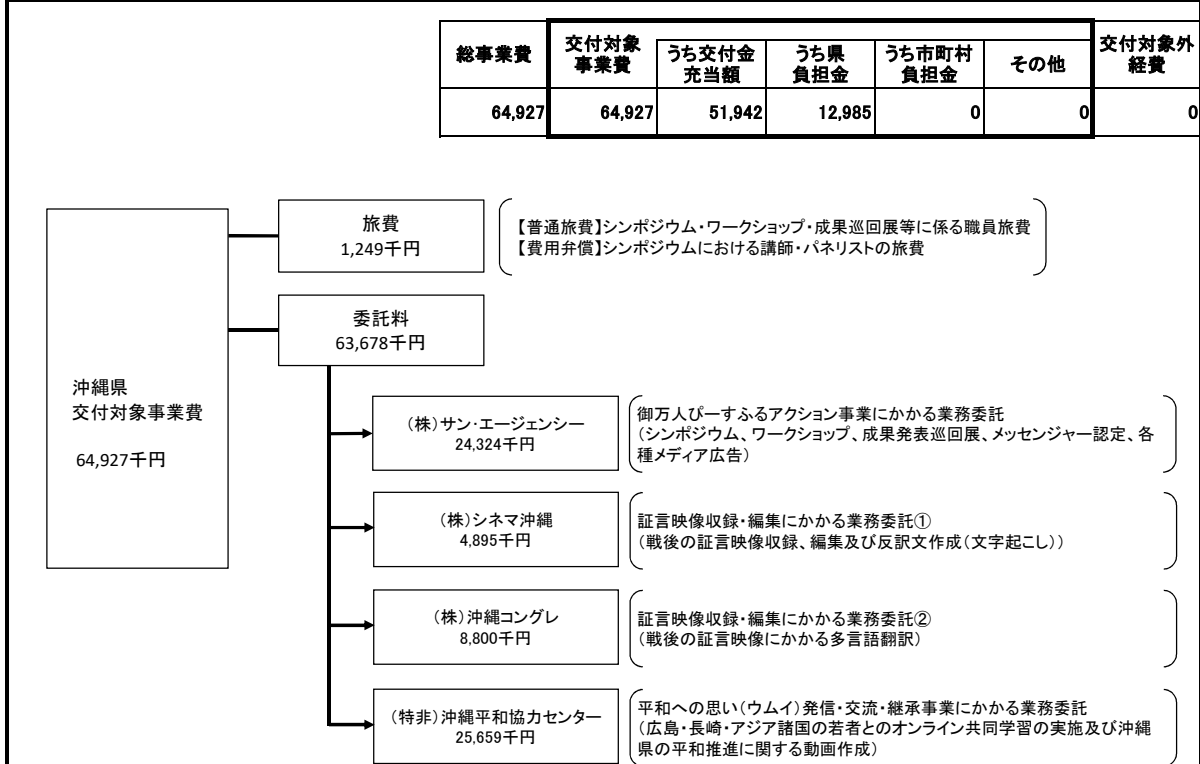 総事業費
交付対象
事業費
うち交付金
充当額
うち県
負担金
うち市町村
負担金
その他
交付対象外
経費
64,927
64,927
51,942
12,985
0
0
0
旅費
1,249千円
【普通旅費】シンポジウム・ワークショップ・成果巡回展等に係る職員旅費
【費用弁償】シンポジウムにおける講師・パネリストの旅費
委託料
63,678千円
沖縄県
交付対象事業費
64,927千円
(株)サン・エージェンシー
24,324千円
御万人ぴーすふるアクション事業にかかる業務委託
(シンポジウム、ワークショップ、成果発表巡回展、メッセンジャー認定、各
種メディア広告)
(株)シネマ沖縄
4,895千円
証言映像収録・編集にかかる業務委託①
(戦後の証言映像収録、編集及び反訳文作成(文字起こし))
(株)沖縄コングレ
8,800千円
証言映像収録・編集にかかる業務委託②
(戦後の証言映像にかかる多言語翻訳)
(特非)沖縄平和協力センター
25,659千円
平和への思い(ウムイ)発信・交流・継承事業にかかる業務委託
(広島・長崎・アジア諸国の若者とのオンライン共同学習の実施及び沖縄
県の平和推進に関する動画作成)